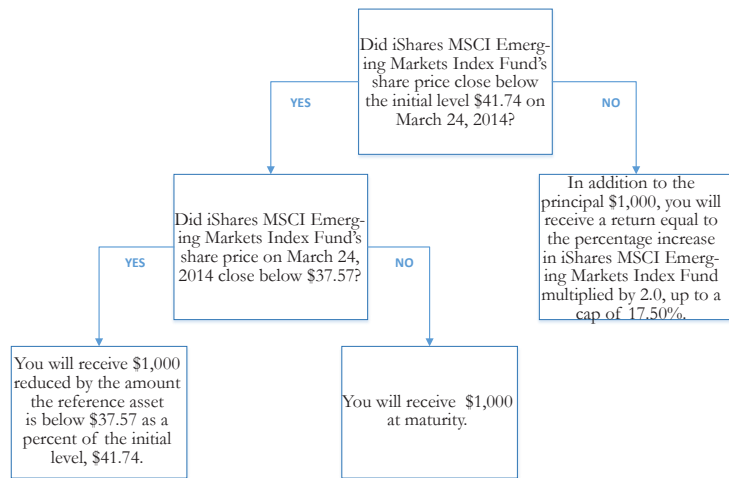 Did iShares MSCI Emerg-
ing Markets Index Fund's
share price close below
the initial level $41.74 on
March 24, 2014?
YES
NO
Did iShares MSCI Emerg-
ing Markets Index Fund's
share price on March 24,
2014 close below $37.57?
In addition to the
principal $1,000, you will
receive a return equal to
the percentage increase
in iShares MSCI Emerg-
ing Markets Index Fund
multiplied by 2.0, up to a
cap of 17.50%.
YES
NO
You will receive $1,000
reduced by the amount
the reference asset
is below $37.57 as a
percent of the initial
level, $41.74.
You will receive $1,000
at maturity.